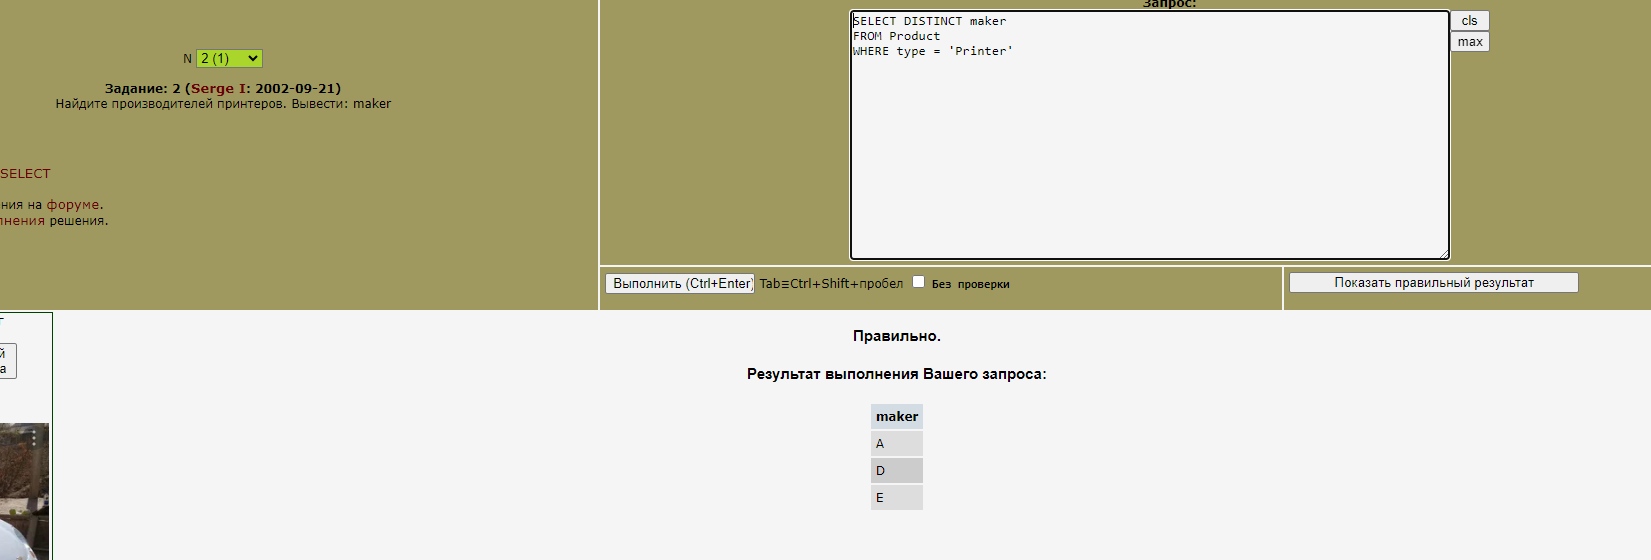 Запрос:
N 2 (1)
Задание: 2 (Serge I: 2002-09-21)
Найдите производителей принтеров. Вывести: maker
SELECT
ния на форуме.
лнения решения.
SELECT DISTINCT maker
FROM Product
WHERE type = 'Printer'
cls
max
Выполнить (Ctrl+Enter) Tab≡Ctrl+Shift+пробел Без проверки
Показать правильный результат
й
а
Правильно.
Результат выполнения Вашего запроса:
maker
A
D
E